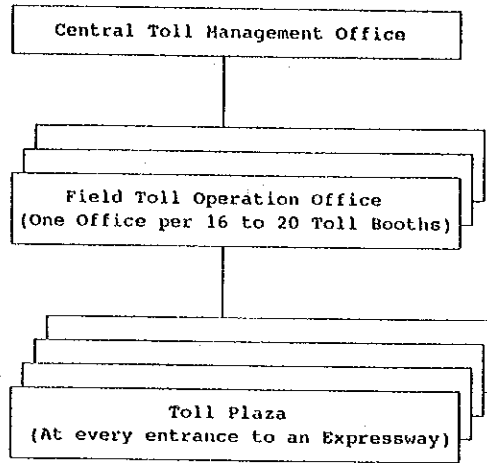 Central Toll Management Office
Field Toll Operation Office
(One Office per 16 to 20 Toll Booths)
Toll Plaza
(At every entrance to an Expressway)